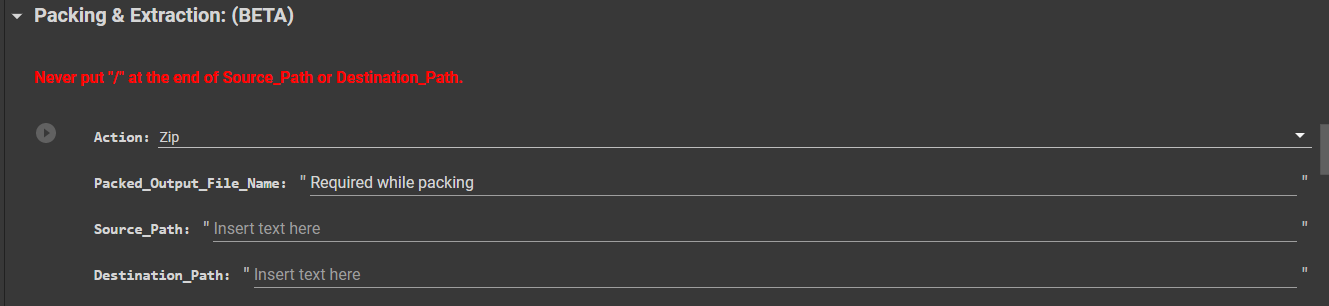 Packing & Extraction: (BETA)
Never put "/" at the end of Source_Path or Destination_Path.
Action: Zip
Packed_Output_File_Name: " Required while packing "
Source_Path: " Insert text here "
Destination_Path: " Insert text here "